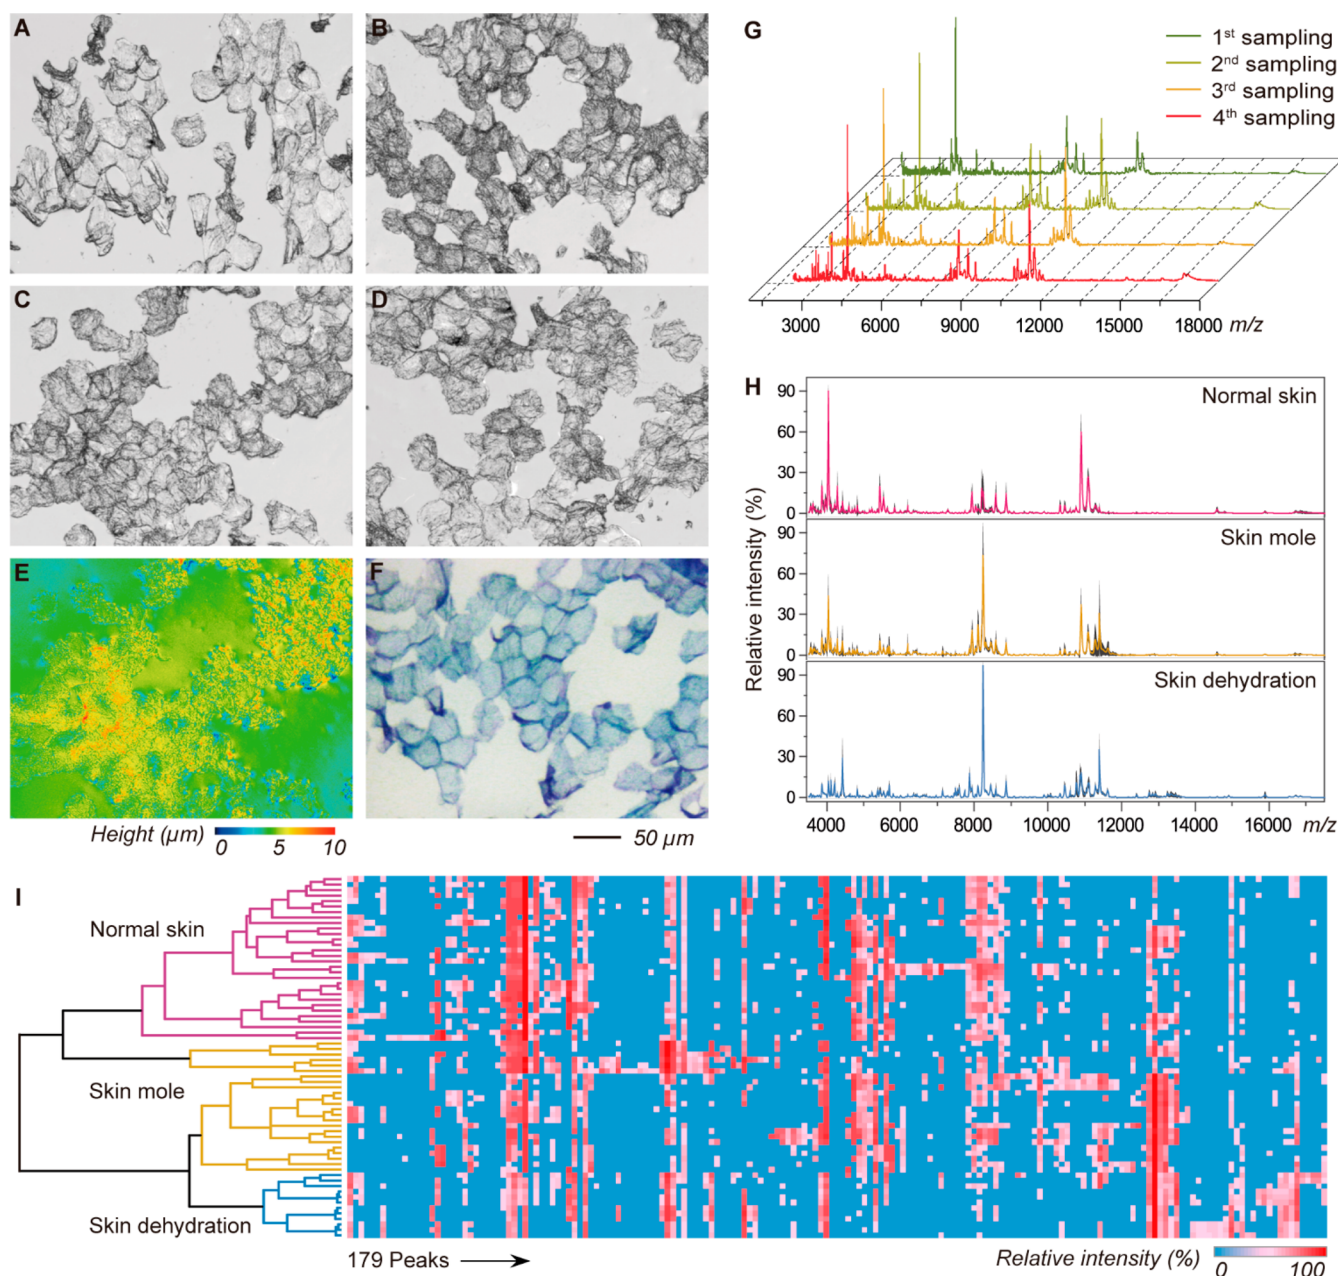 A
B
C
D
E
F
Height (µm)
0 5 10
50 µm
G
1st sampling
2nd sampling
3rd sampling
4th sampling
3000 6000 9000 12000 15000 18000 m/z
H
Relative intensity (%)
Normal skin
90
60
30
0
Skin mole
90
60
30
0
Skin dehydration
90
60
30
0
4000 6000 8000 10000 12000 14000 16000 m/z
I
Normal skin
Skin mole
Skin dehydration
179 Peaks
Relative intensity (%)
0 100